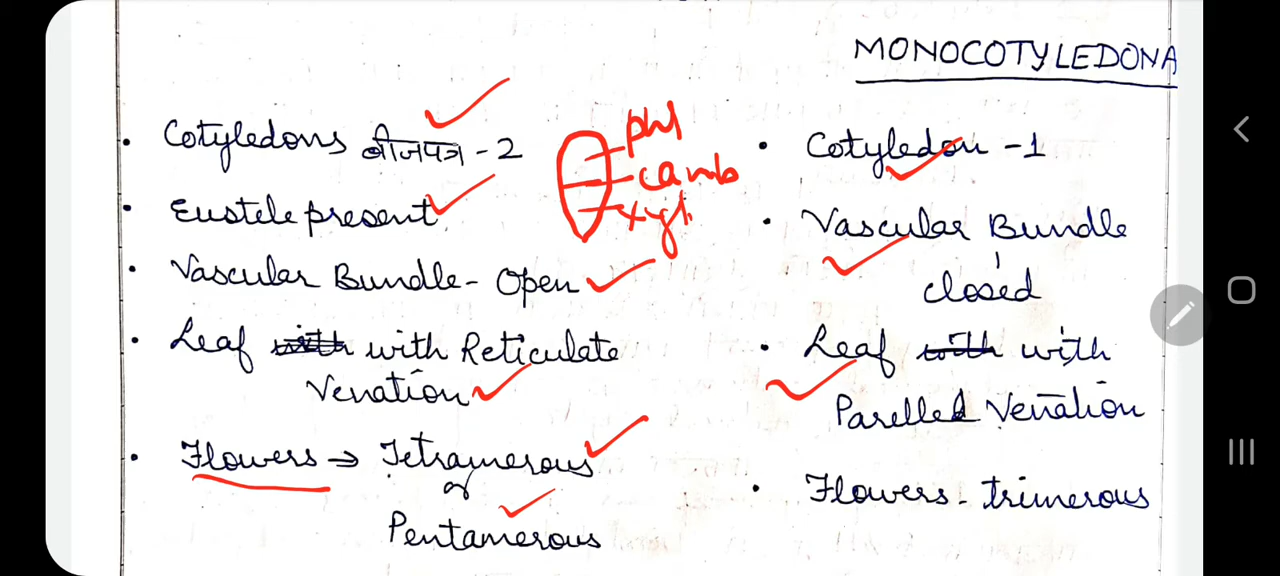 MONOCOTYLEDONA
• Cotyledons बीजपत्र - 2
• Eustele present
• Vascular Bundle - Open
• Leaf with with Reticulate
Venation
• Flowers → Tetramerous
or
Pentamerous
phl
camb
xyl
• Cotyledon - 1
• Vascular Bundle
closed
• Leaf with with
Parelled Venation
• Flowers - trimerous